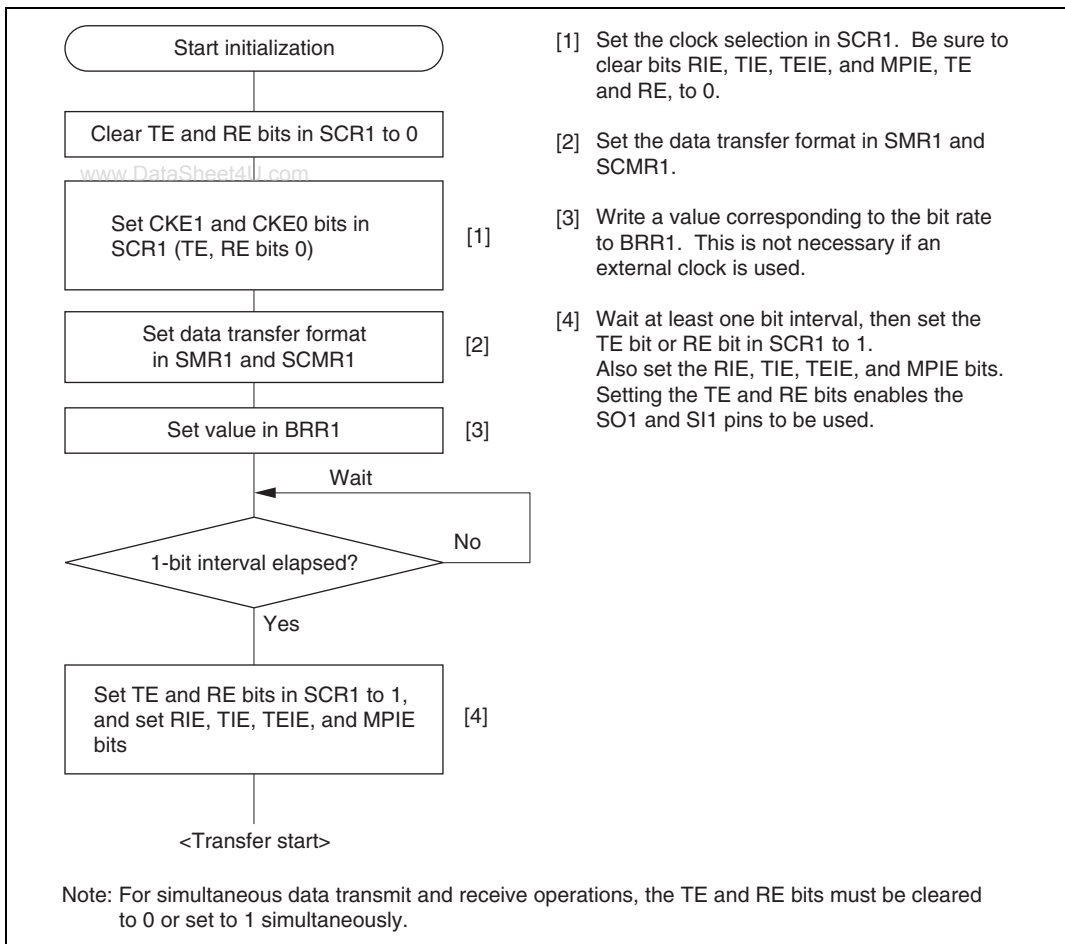 Start initialization
Clear TE and RE bits in SCR1 to 0
www.DataSheet4U.com
Set CKE1 and CKE0 bits in
SCR1 (TE, RE bits 0)
[1]
Set data transfer format
in SMR1 and SCMR1
[2]
Set value in BRR1
[3]
Wait
1-bit interval elapsed?
No
Yes
Set TE and RE bits in SCR1 to 1,
and set RIE, TIE, TEIE, and MPIE
bits
[4]
<Transfer start>
[1] Set the clock selection in SCR1. Be sure to
clear bits RIE, TIE, TEIE, and MPIE, TE
and RE, to 0.
[2] Set the data transfer format in SMR1 and
SCMR1.
[3] Write a value corresponding to the bit rate
to BRR1. This is not necessary if an
external clock is used.
[4] Wait at least one bit interval, then set the
TE bit or RE bit in SCR1 to 1.
Also set the RIE, TIE, TEIE, and MPIE bits.
Setting the TE and RE bits enables the
SO1 and SI1 pins to be used.
Note: For simultaneous data transmit and receive operations, the TE and RE bits must be cleared
to 0 or set to 1 simultaneously.